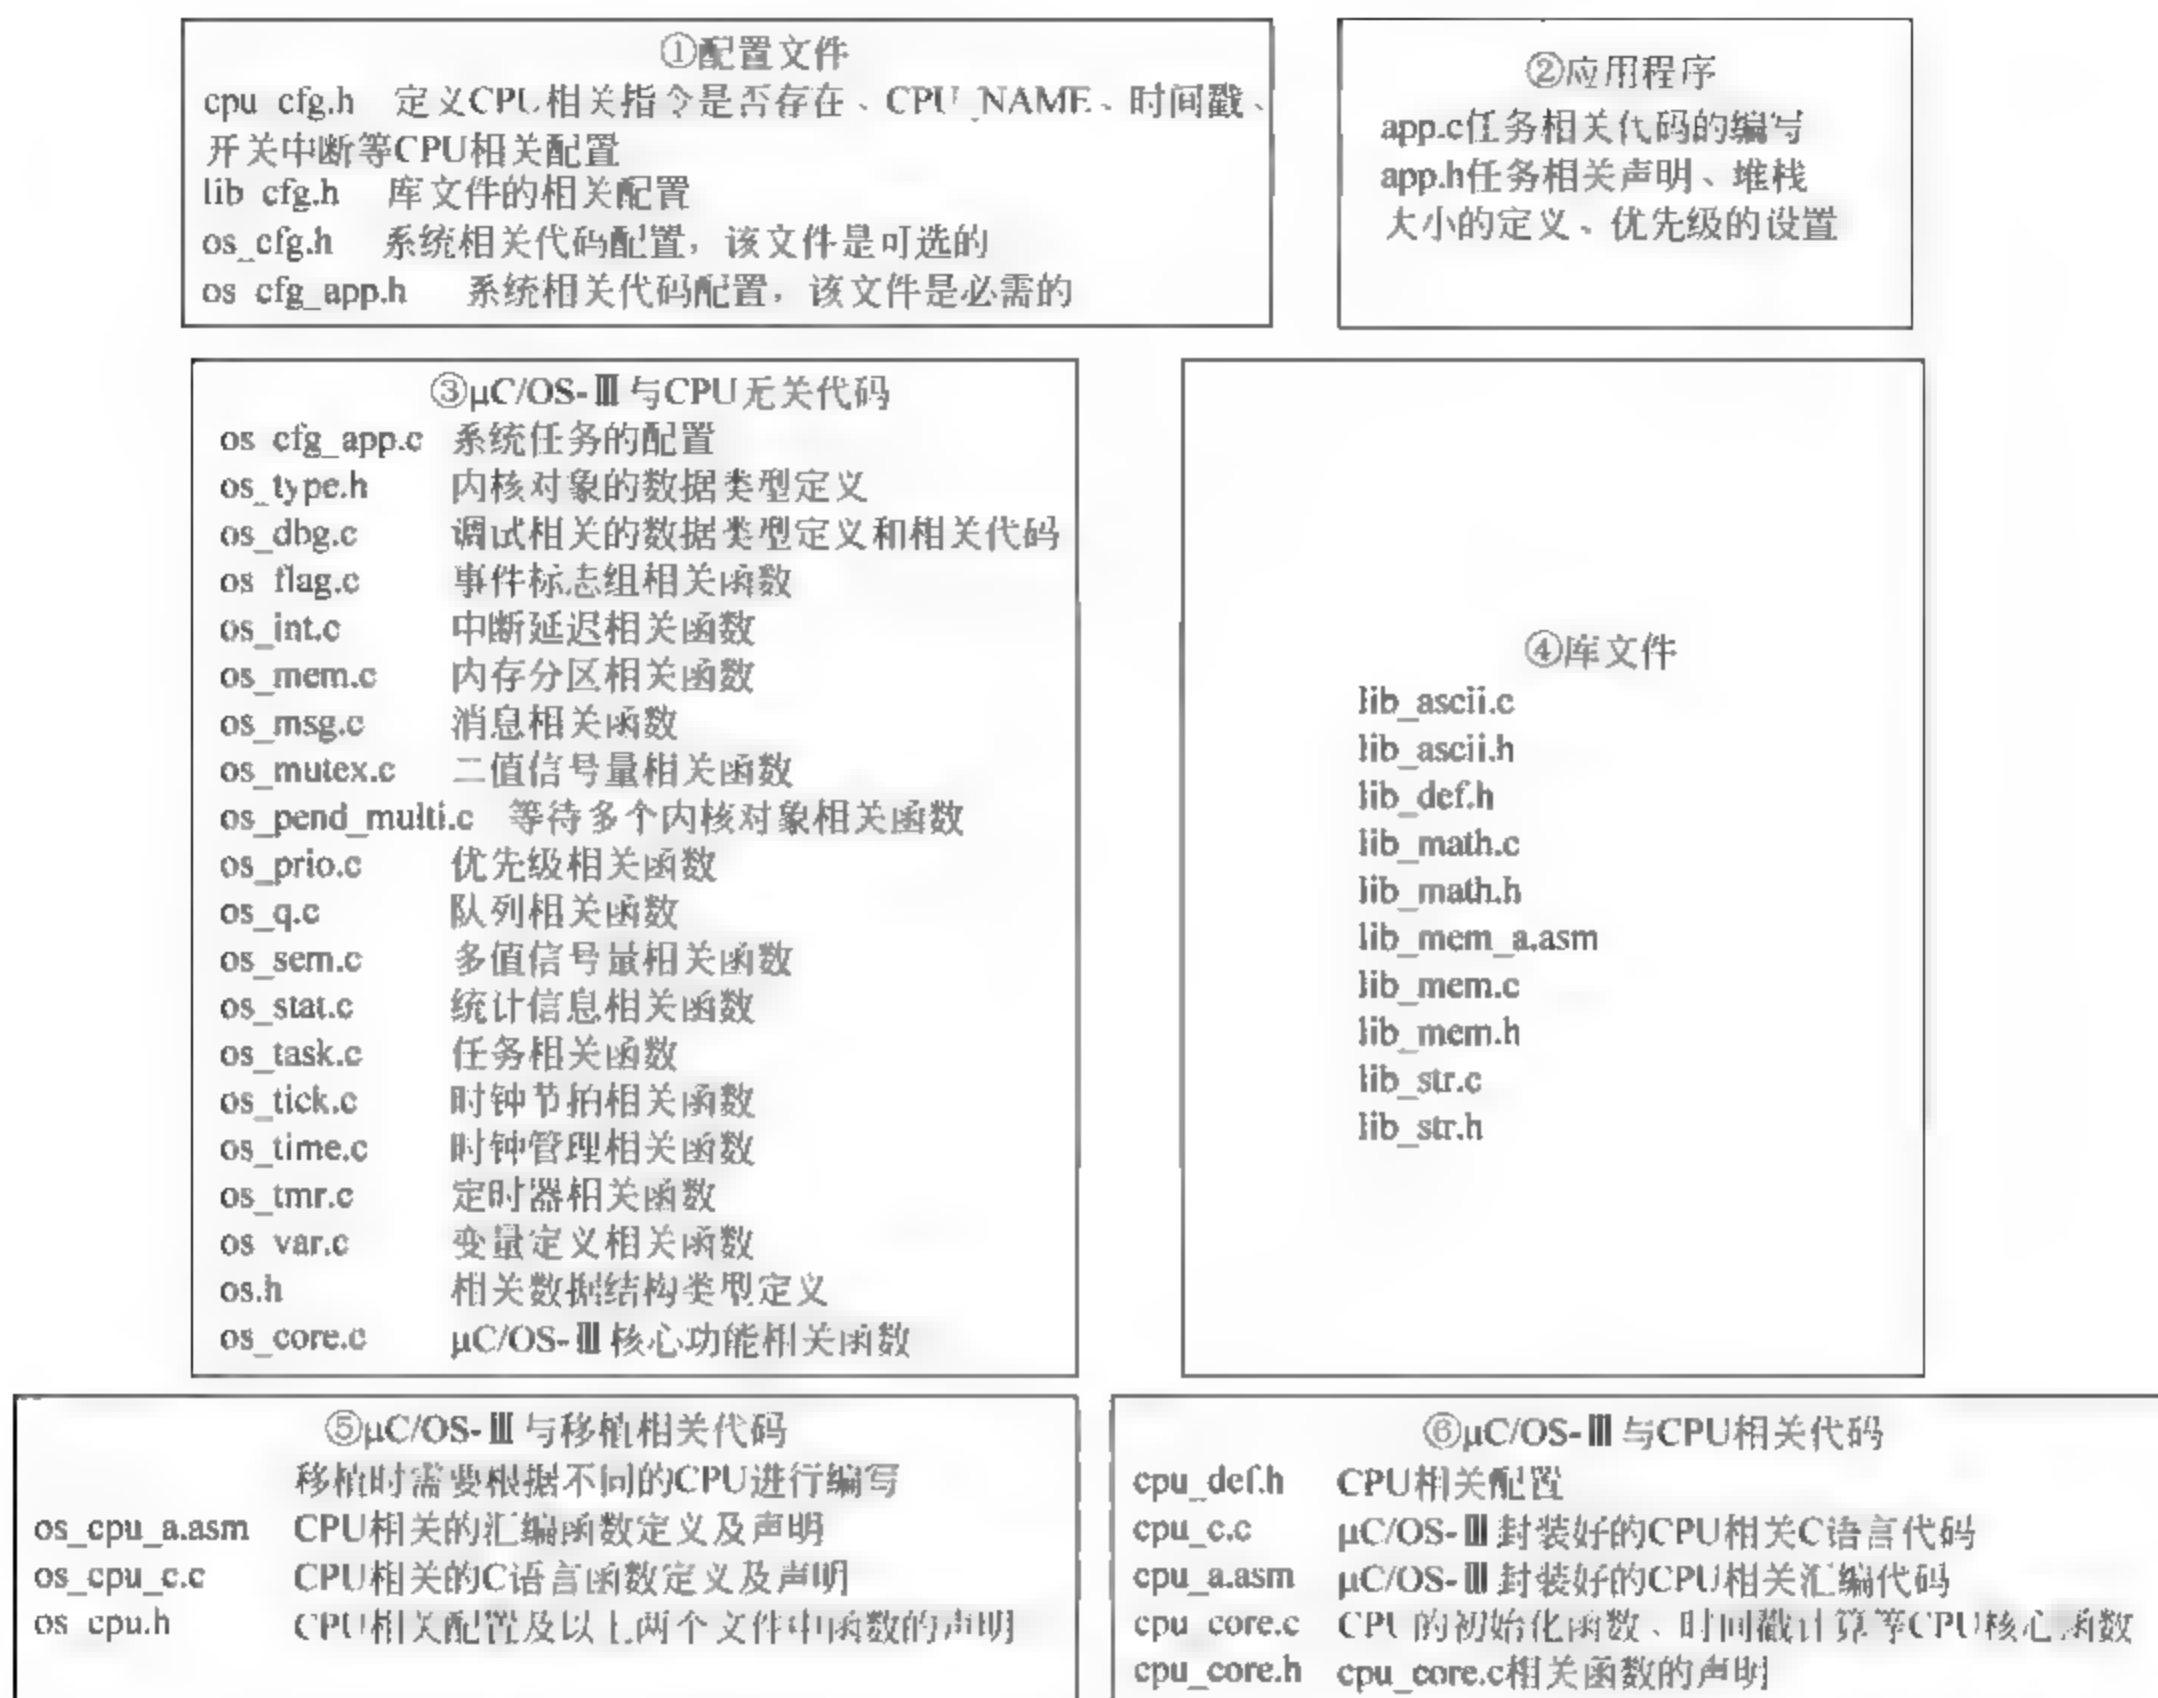 ①配置文件
cpu_cfg.h 定义CPU相关指令是否存在、CPU_NAME、时间戳、
开关中断等CPU相关配置
lib_cfg.h 库文件的相关配置
os_cfg.h 系统相关代码配置，该文件是可选的
os_cfg_app.h 系统相关代码配置，该文件是必需的
②应用程序
app.c任务相关代码的编写
app.h任务相关声明、堆栈
大小的定义、优先级的设置
③μC/OS-Ⅲ与CPU无关代码
os_cfg_app.c 系统任务的配置
os_type.h 内核对象的数据类型定义
os_dbg.c 调试相关的数据类型定义和相关代码
os_flag.c 事件标志组相关函数
os_int.c 中断延迟相关函数
os_mem.c 内存分区相关函数
os_msg.c 消息相关函数
os_mutex.c 二值信号量相关函数
os_pend_multi.c 等待多个内核对象相关函数
os_prio.c 优先级相关函数
os_q.c 队列相关函数
os_sem.c 多值信号量相关函数
os_stat.c 统计信息相关函数
os_task.c 任务相关函数
os_tick.c 时钟节拍相关函数
os_time.c 时钟管理相关函数
os_tmr.c 定时器相关函数
os_var.c 变量定义相关函数
os.h 相关数据结构类型定义
os_core.c μC/OS-Ⅲ核心功能相关函数
④库文件
lib_ascii.c
lib_ascii.h
lib_def.h
lib_math.c
lib_math.h
lib_mem_a.asm
lib_mem.c
lib_mem.h
lib_str.c
lib_str.h
⑤μC/OS-Ⅲ与移植相关代码
移植时需要根据不同的CPU进行编写
os_cpu_a.asm CPU相关的汇编函数定义及声明
os_cpu_c.c CPU相关的C语言函数定义及声明
os_cpu.h CPU相关配置及以上两个文件中函数的声明
⑥μC/OS-Ⅲ与CPU相关代码
cpu_def.h CPU相关配置
cpu_c.c μC/OS-Ⅲ封装好的CPU相关C语言代码
cpu_a.asm μC/OS-Ⅲ封装好的CPU相关汇编代码
cpu_core.c CPU的初始化函数、时间戳计算等CPU核心函数
cpu_core.h cpu_core.c相关函数的声明